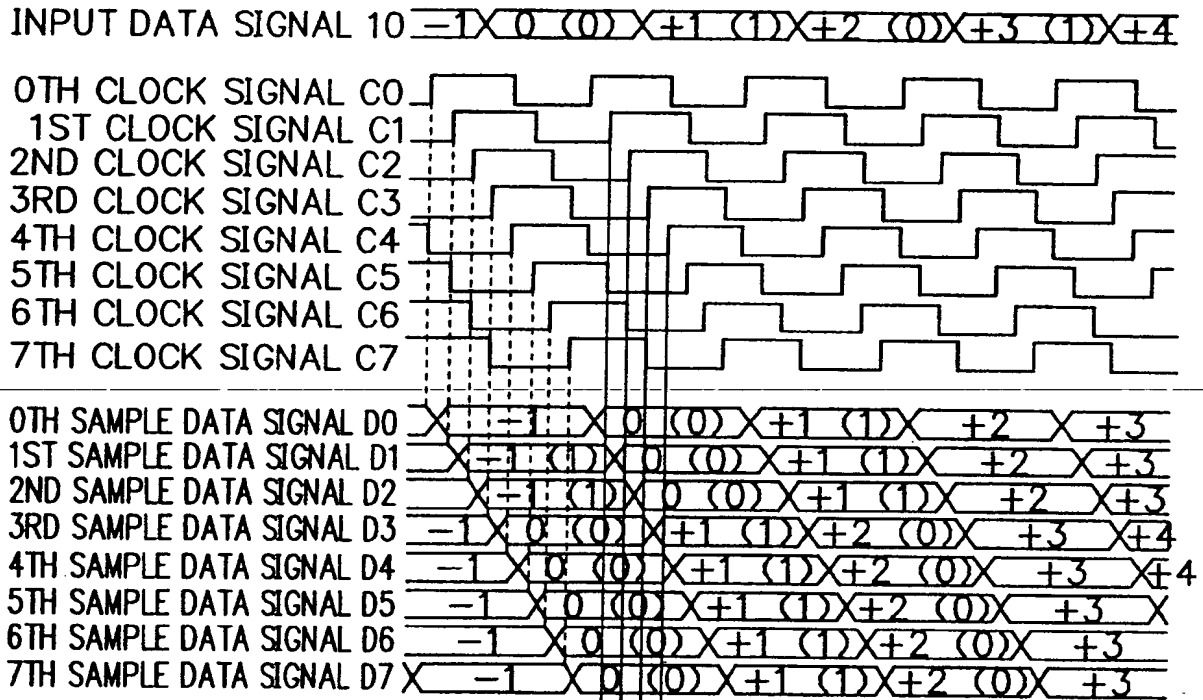 INPUT DATA SIGNAL 10 -1 0 (0) +1 (1) +2 (0) +3 (1) +4
0TH CLOCK SIGNAL C0
1ST CLOCK SIGNAL C1
2ND CLOCK SIGNAL C2
3RD CLOCK SIGNAL C3
4TH CLOCK SIGNAL C4
5TH CLOCK SIGNAL C5
6TH CLOCK SIGNAL C6
7TH CLOCK SIGNAL C7
0TH SAMPLE DATA SIGNAL D0 -1 0 (0) +1 (1) +2 +3
1ST SAMPLE DATA SIGNAL D1 -1 (1) 0 (0) +1 (1) +2 +3
2ND SAMPLE DATA SIGNAL D2 -1 (1) 0 (0) +1 (1) +2 +3
3RD SAMPLE DATA SIGNAL D3 -1 0 (0) +1 (1) +2 (0) +3 +4
4TH SAMPLE DATA SIGNAL D4 -1 0 (0) +1 (1) +2 (0) +3 +4
5TH SAMPLE DATA SIGNAL D5 -1 0 (0) +1 (1) +2 (0) +3
6TH SAMPLE DATA SIGNAL D6 -1 0 (0) +1 (1) +2 (0) +3
7TH SAMPLE DATA SIGNAL D7 -1 0 (0) +1 (1) +2 (0) +3